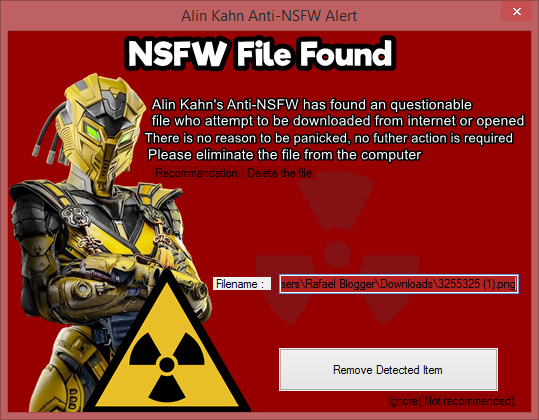 Alin Kahn Anti-NSFW Alert
NSFW File Found
Alin Kahn's Anti-NSFW has found an questionable
file who attempt to be downloaded from internet or opened
There is no reason to be panicked, no futher action is required
Please eliminate the file from the computer
Recommandation : Delete the file
Filename : sers\Rafael Blogger\Downloads\3255325 (1).png
Remove Detected Item
Ignore( Not recommended)